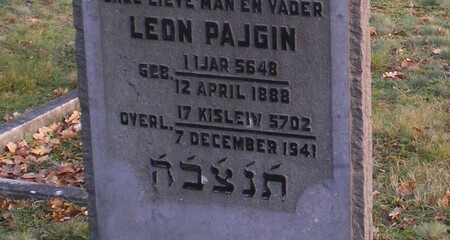 ONZE LIEVE MAN EN VADER
LEON PAJGIN
GEB. 1 IJAR 5648
12 APRIL 1888
OVERL. 17 KISLEIV 5702
7 DECEMBER 1941
תנצבה